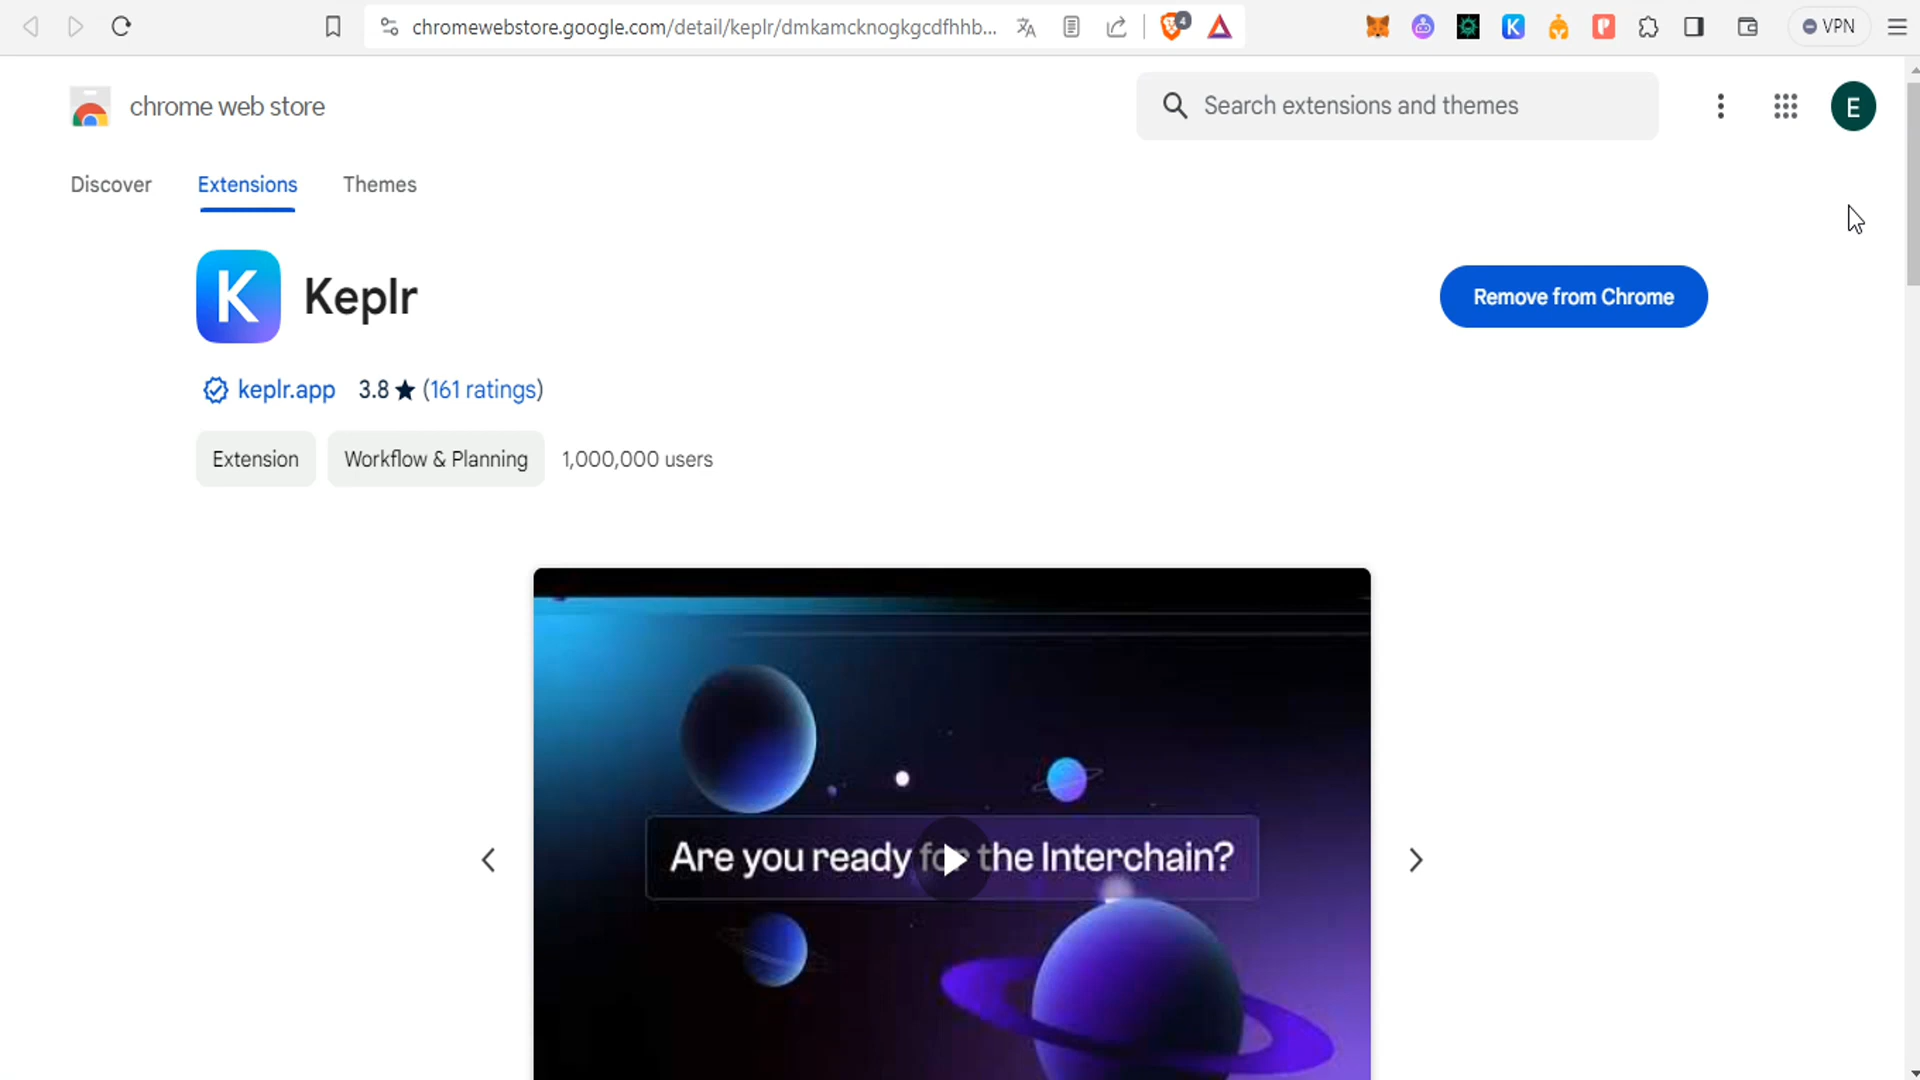 chromewebstore.google.com/detail/keplr/dmkamcknogkgcdfhhb...
4
VPN
chrome web store
Search extensions and themes
E
Discover
Extensions
Themes
K
Keplr
Remove from Chrome
keplr.app 3.8 ★ (161 ratings)
Extension
Workflow & Planning
1,000,000 users
Are you ready for the Interchain?